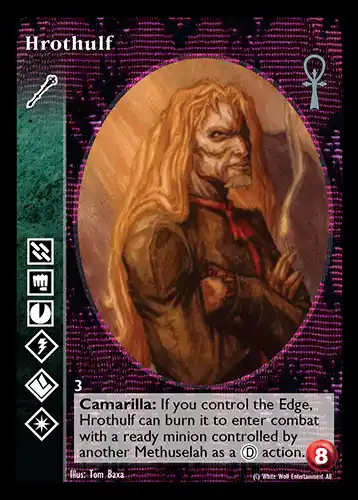 Hrothulf
3
Camarilla: If you control the Edge,
Hrothulf can burn it to enter combat
with a ready minion controlled by
another Methuselah as a Ⓓ action.
8
Illus: Tom Baxa
(C) White Wolf Entertainment AB.